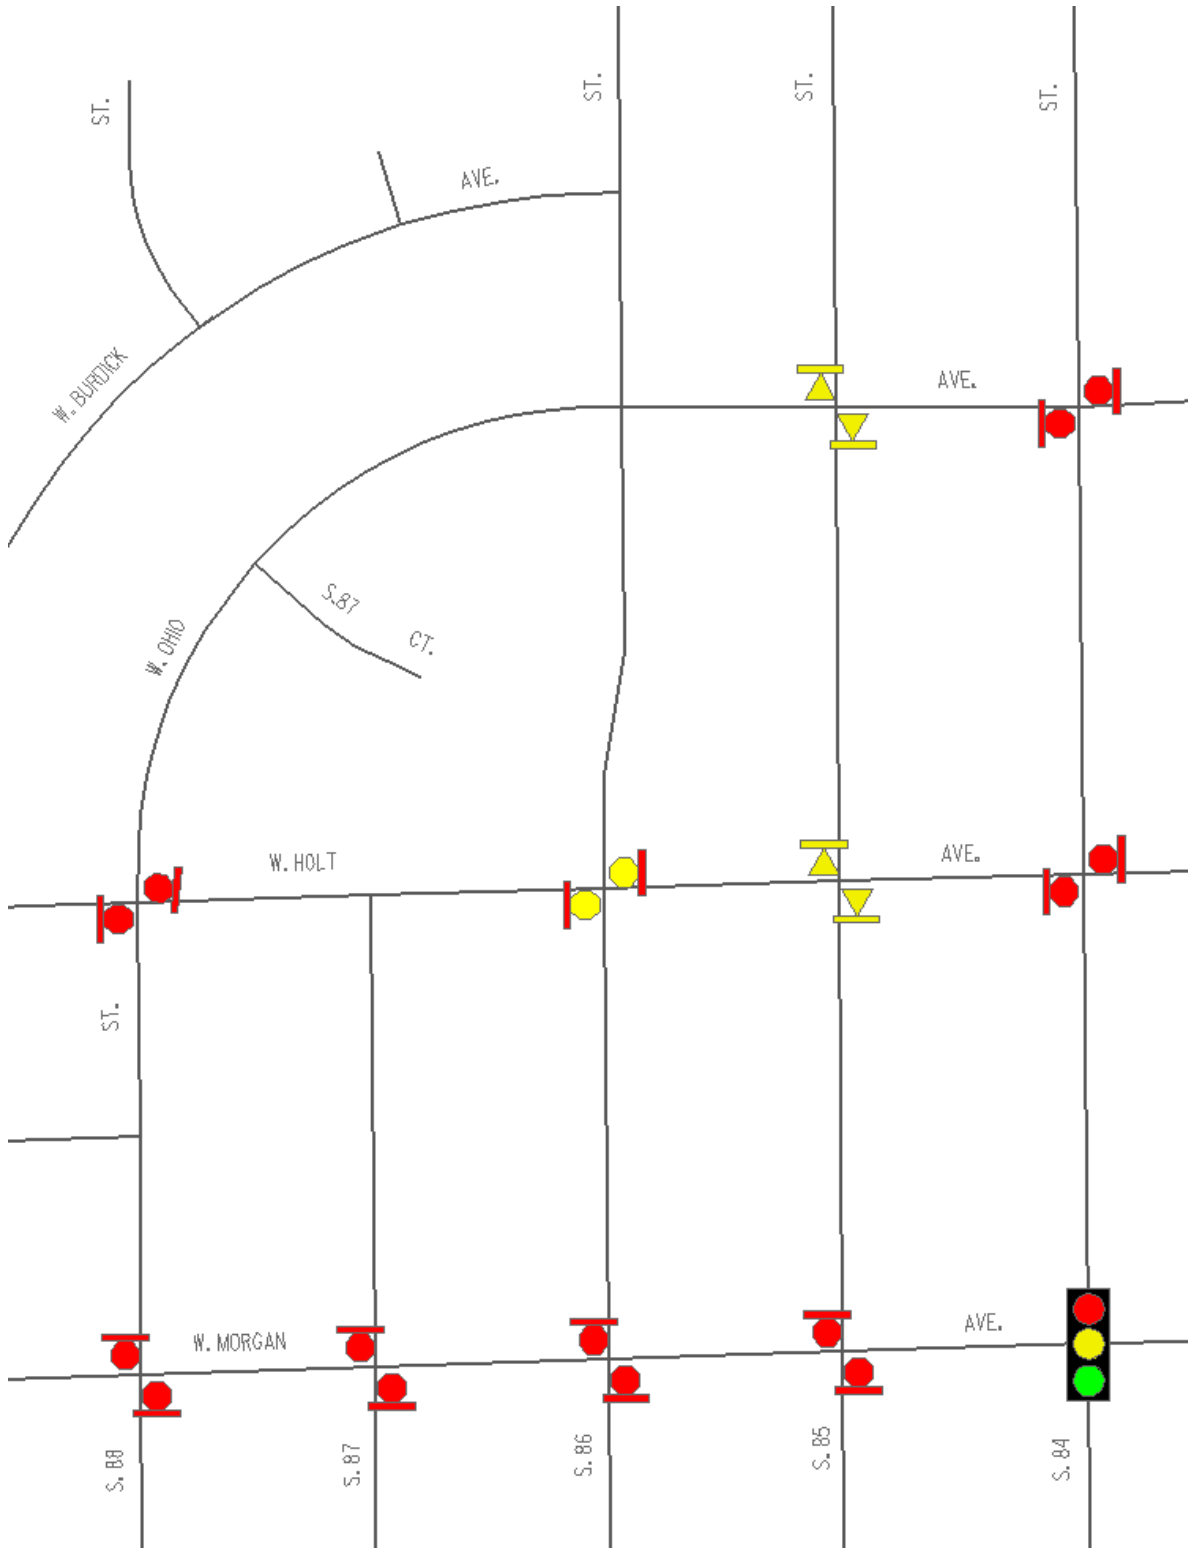 ST.
ST.
ST.
ST.
AVE.
W. BURDICK
AVE.
S.87
CT.
W. OHIO
W. HOLT
AVE.
ST.
W. MORGAN
AVE.
S. 88
S. 87
S. 86
S. 85
S. 84